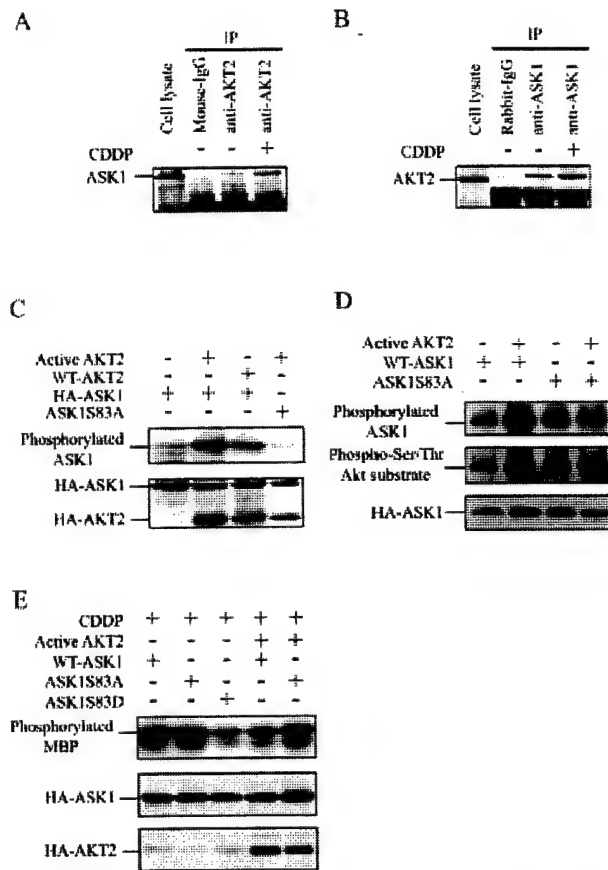 A
IP
Cell lysate
Mouse-IgG
anti-AKT2
anti-AKT2
CDDP - - +
ASK1
B
IP
Cell lysate
Rabbit-IgG
anti-ASK1
anti-ASK1
CDDP - - +
AKT2
C
Active AKT2 - + - +
WT-AKT2 - - + -
HA-ASK1 + + + -
ASK1S83A - - - +
Phosphorylated
ASK1
HA-ASK1
HA-AKT2
D
Active AKT2 - + - +
WT-ASK1 + + - -
ASK1S83A - - + +
Phosphorylated
ASK1
Phospho-Ser/Thr
Akt substrate
HA-ASK1
E
CDDP + + + + +
Active AKT2 - - - + +
WT-ASK1 + - - + -
ASK1S83A - + - - +
ASK1S83D - - + - -
Phosphorylated
MBP
HA-ASK1
HA-AKT2